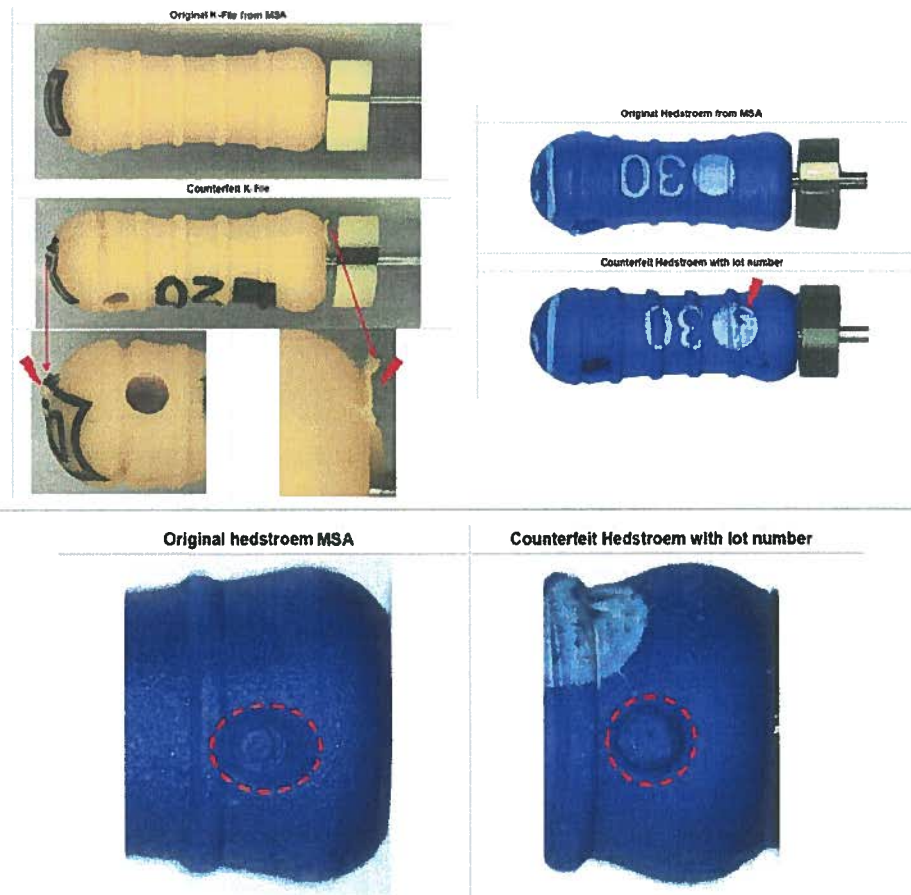 Original K-File from MSA
Counterfeit K-File
20
Original Hedstroem from MSA
30
Counterfeit Hedstroem with lot number
30
Original hedstroem MSA
Counterfeit Hedstroem with lot number